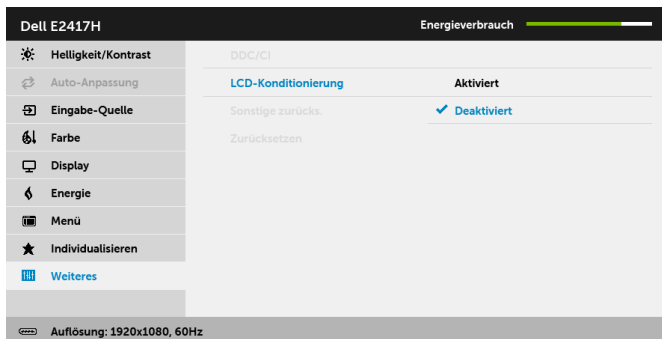 Dell E2417H
Energieverbrauch
Helligkeit/Kontrast
DDC/CI
Auto-Anpassung
LCD-Konditionierung
Aktiviert
Eingabe-Quelle
Sonstige zurücks.
Deaktiviert
Farbe
Zurücksetzen
Display
Energie
Menü
Individualisieren
Weiteres
Auflösung: 1920x1080, 60Hz